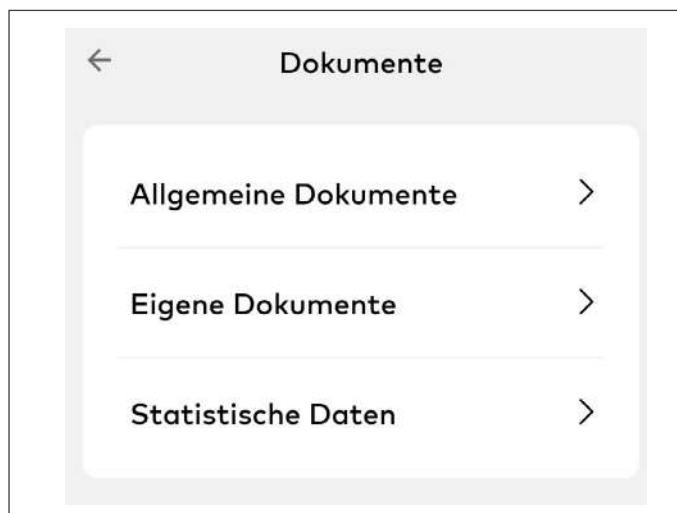 Dokumente
Allgemeine Dokumente
Eigene Dokumente
Statistische Daten